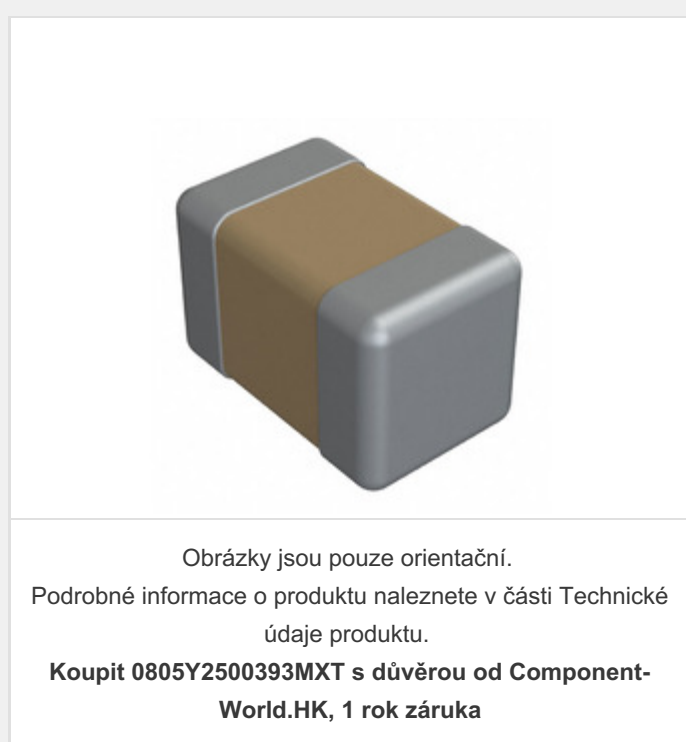 Obrázky jsou pouze orientační.
Podrobné informace o produktu naleznete v části Technické
údaje produktu.
Koupit 0805Y2500393MXT s důvěrou od Component-
World.HK, 1 rok záruka